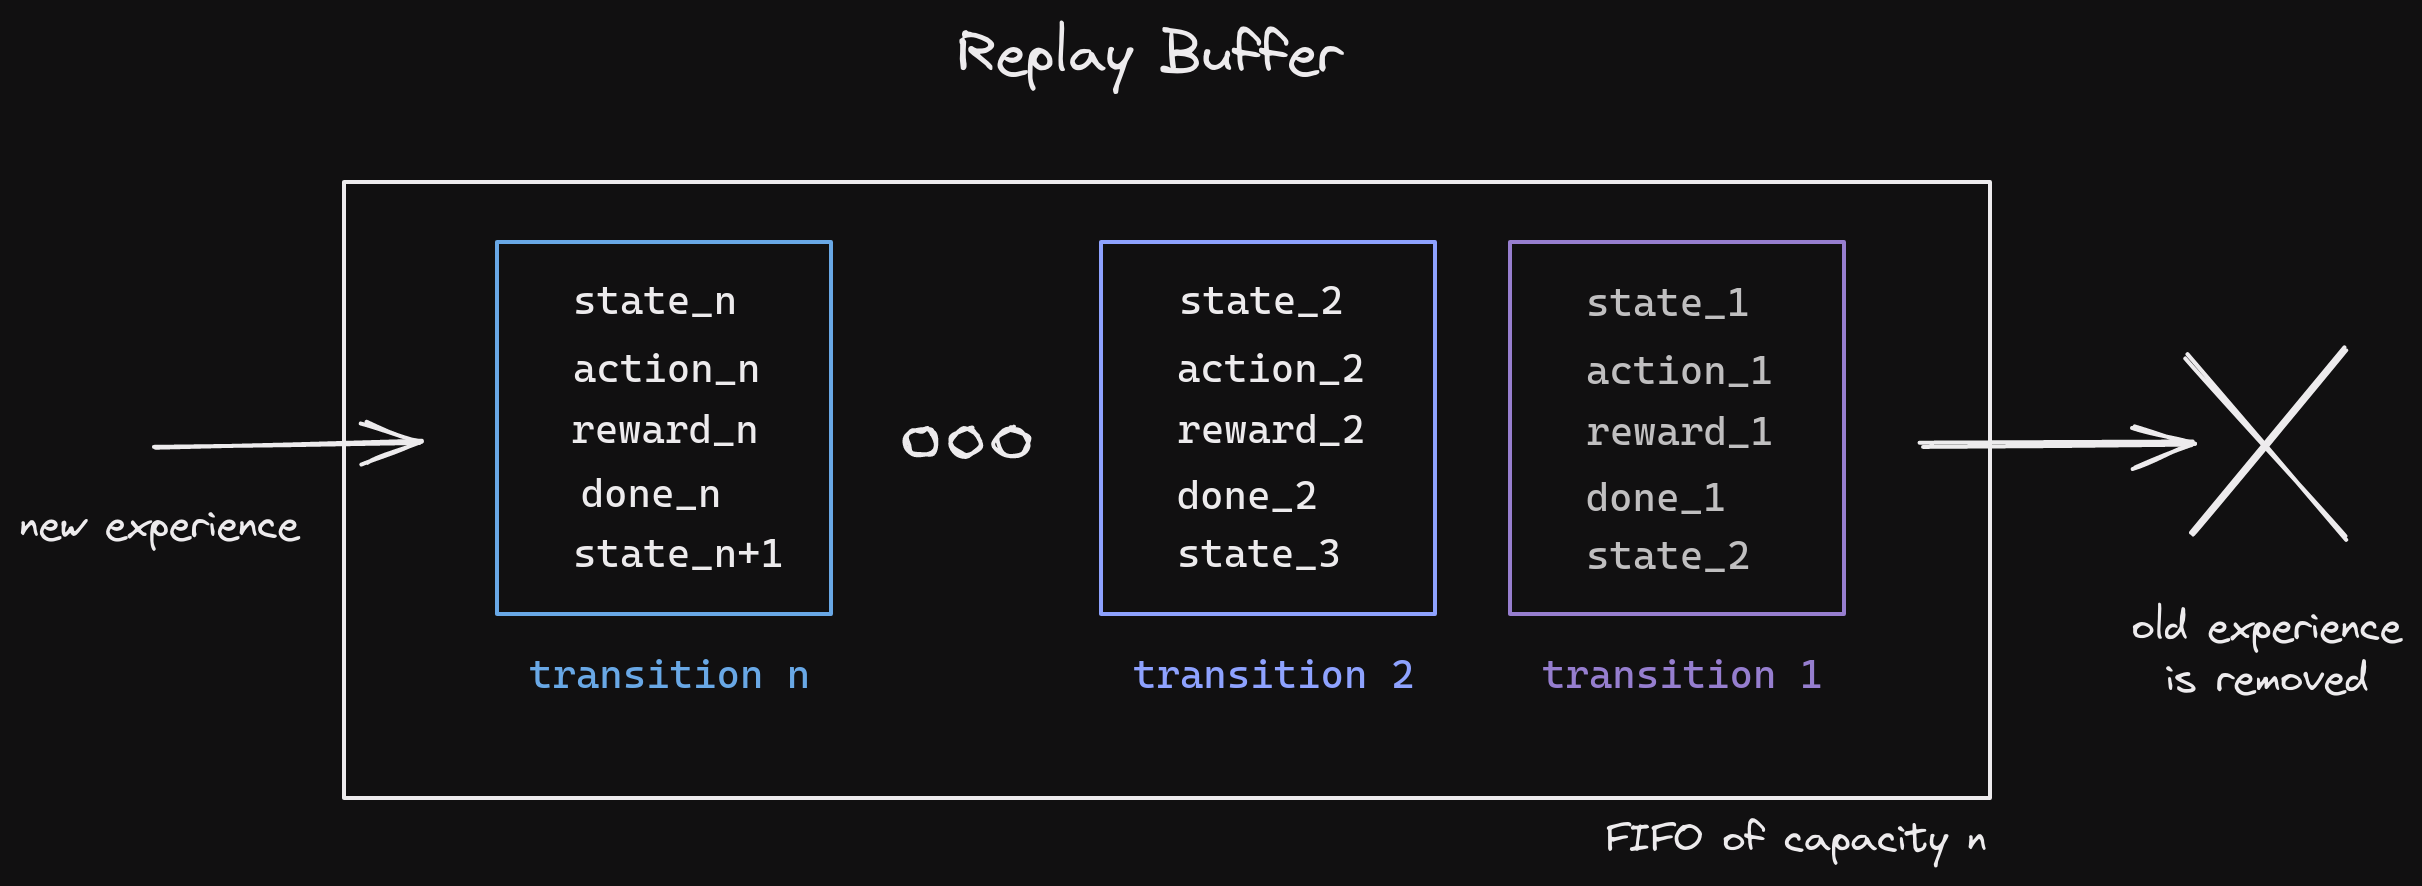 Replay Buffer
new experience
state_n
action_n
reward_n
done_n
state_n+1
transition n
state_2
action_2
reward_2
done_2
state_3
transition 2
state_1
action_1
reward_1
done_1
state_2
transition 1
old experience
is removed
FIFO of capacity n